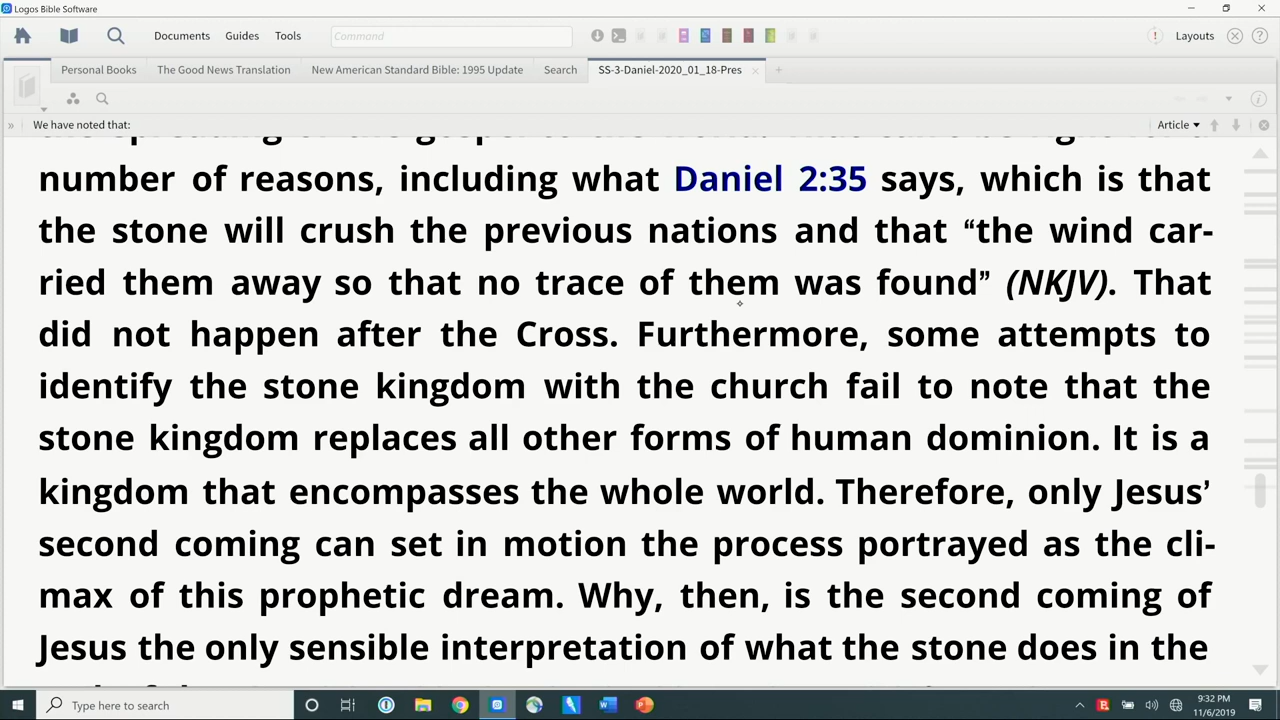 Logos Bible Software
Documents Guides Tools Command Layouts
Personal Books The Good News Translation New American Standard Bible: 1995 Update Search SS-3-Daniel-2020_01_18-Pres
We have noted that: Article
number of reasons, including what Daniel 2:35 says, which is that
the stone will crush the previous nations and that “the wind car-
ried them away so that no trace of them was found” (NKJV). That
did not happen after the Cross. Furthermore, some attempts to
identify the stone kingdom with the church fail to note that the
stone kingdom replaces all other forms of human dominion. It is a
kingdom that encompasses the whole world. Therefore, only Jesus’
second coming can set in motion the process portrayed as the cli-
max of this prophetic dream. Why, then, is the second coming of
Jesus the only sensible interpretation of what the stone does in the
Type here to search
9:32 PM
11/6/2019